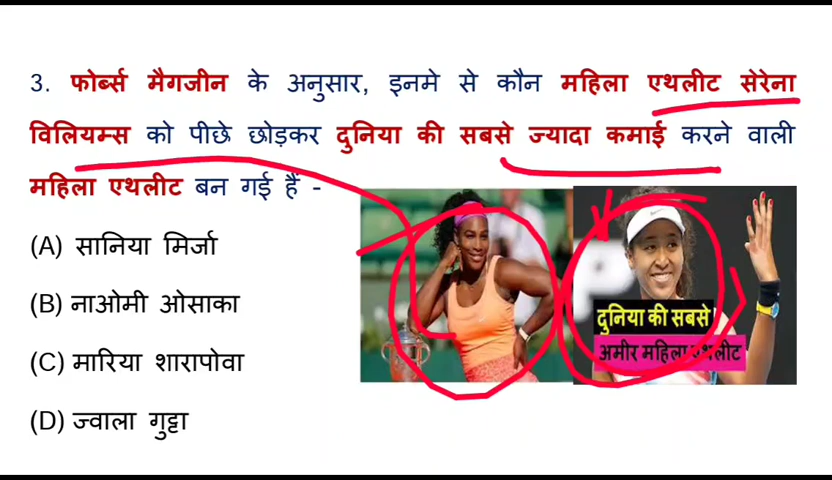 3. फोर्ब्स मैगजीन के अनुसार, इनमे से कौन महिला एथलीट सेरेना
विलियम्स को पीछे छोड़कर दुनिया की सबसे ज्यादा कमाई करने वाली
महिला एथलीट बन गई हैं -
(A) सानिया मिर्जा
(B) नाओमी ओसाका
(C) मारिया शारापोवा
(D) ज्वाला गुट्टा
दुनिया की सबसे
अमीर महिला एथलीट